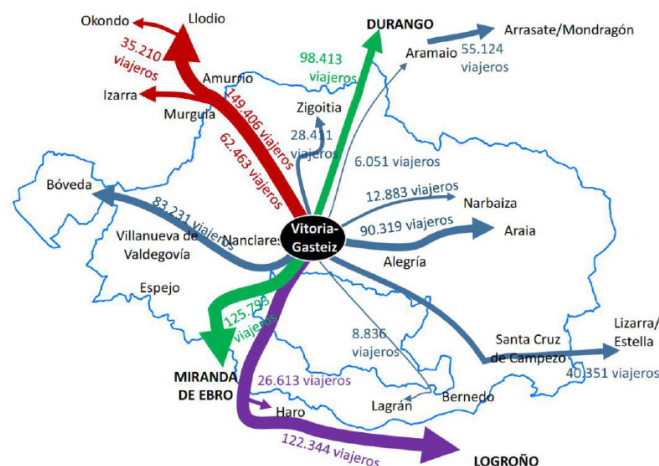 DURANGO
Okondo
Llodio
Arrasate/Mondragón
35.210
viajeros
98.413
viajeros
Aramaio
55.124
viajeros
Amurrio
Izarra
Murguía
149.406 viajeros
62.463 viajeros
Zigoitia
28.411
viajeros
6.051 viajeros
Bóveda
83.231 viajeros
12.883 viajeros
Narbaiza
Vitoria-
Gasteiz
90.319 viajeros
Araia
Villanueva de
Valdegovía
Nanclares
Alegría
Espejo
125.793
viajeros
8.836
viajeros
Santa Cruz
de Campezo
Lizarra/
Estella
40.351 viajeros
MIRANDA
DE EBRO
26.613 viajeros
Haro
Lagrán
Bernedo
122.344 viajeros
LOGROÑO